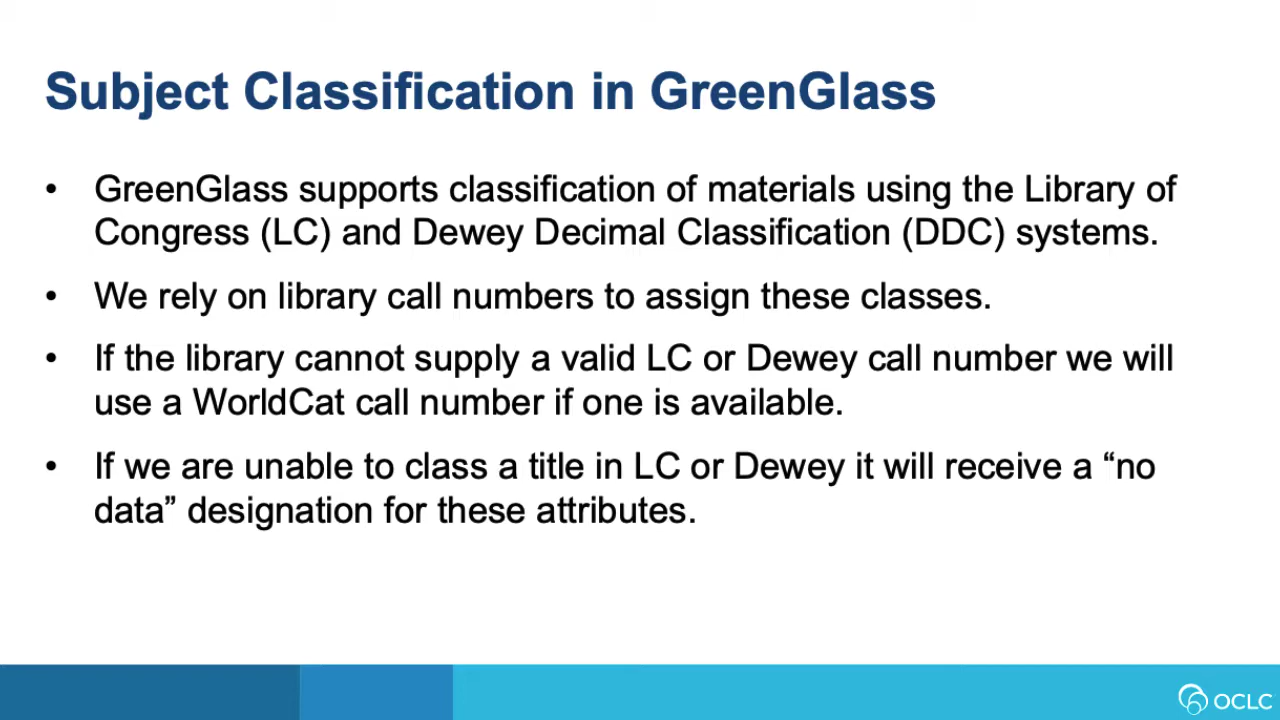 Subject Classification in GreenGlass
• GreenGlass supports classification of materials using the Library of
Congress (LC) and Dewey Decimal Classification (DDC) systems.
• We rely on library call numbers to assign these classes.
• If the library cannot supply a valid LC or Dewey call number we will
use a WorldCat call number if one is available.
• If we are unable to class a title in LC or Dewey it will receive a “no
data” designation for these attributes.
OCLC